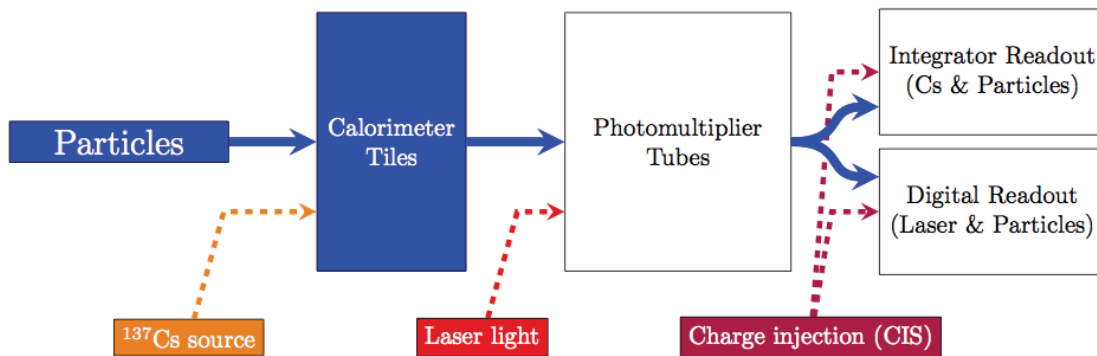 Particles
Calorimeter
Tiles
Photomultiplier
Tubes
Integrator Readout
(Cs & Particles)
Digital Readout
(Laser & Particles)
¹³⁷Cs source
Laser light
Charge injection (CIS)